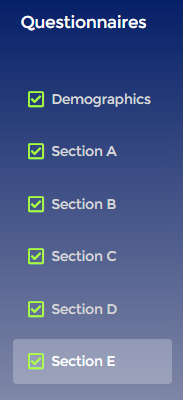 Questionnaires
Demographics
Section A
Section B
Section C
Section D
Section E